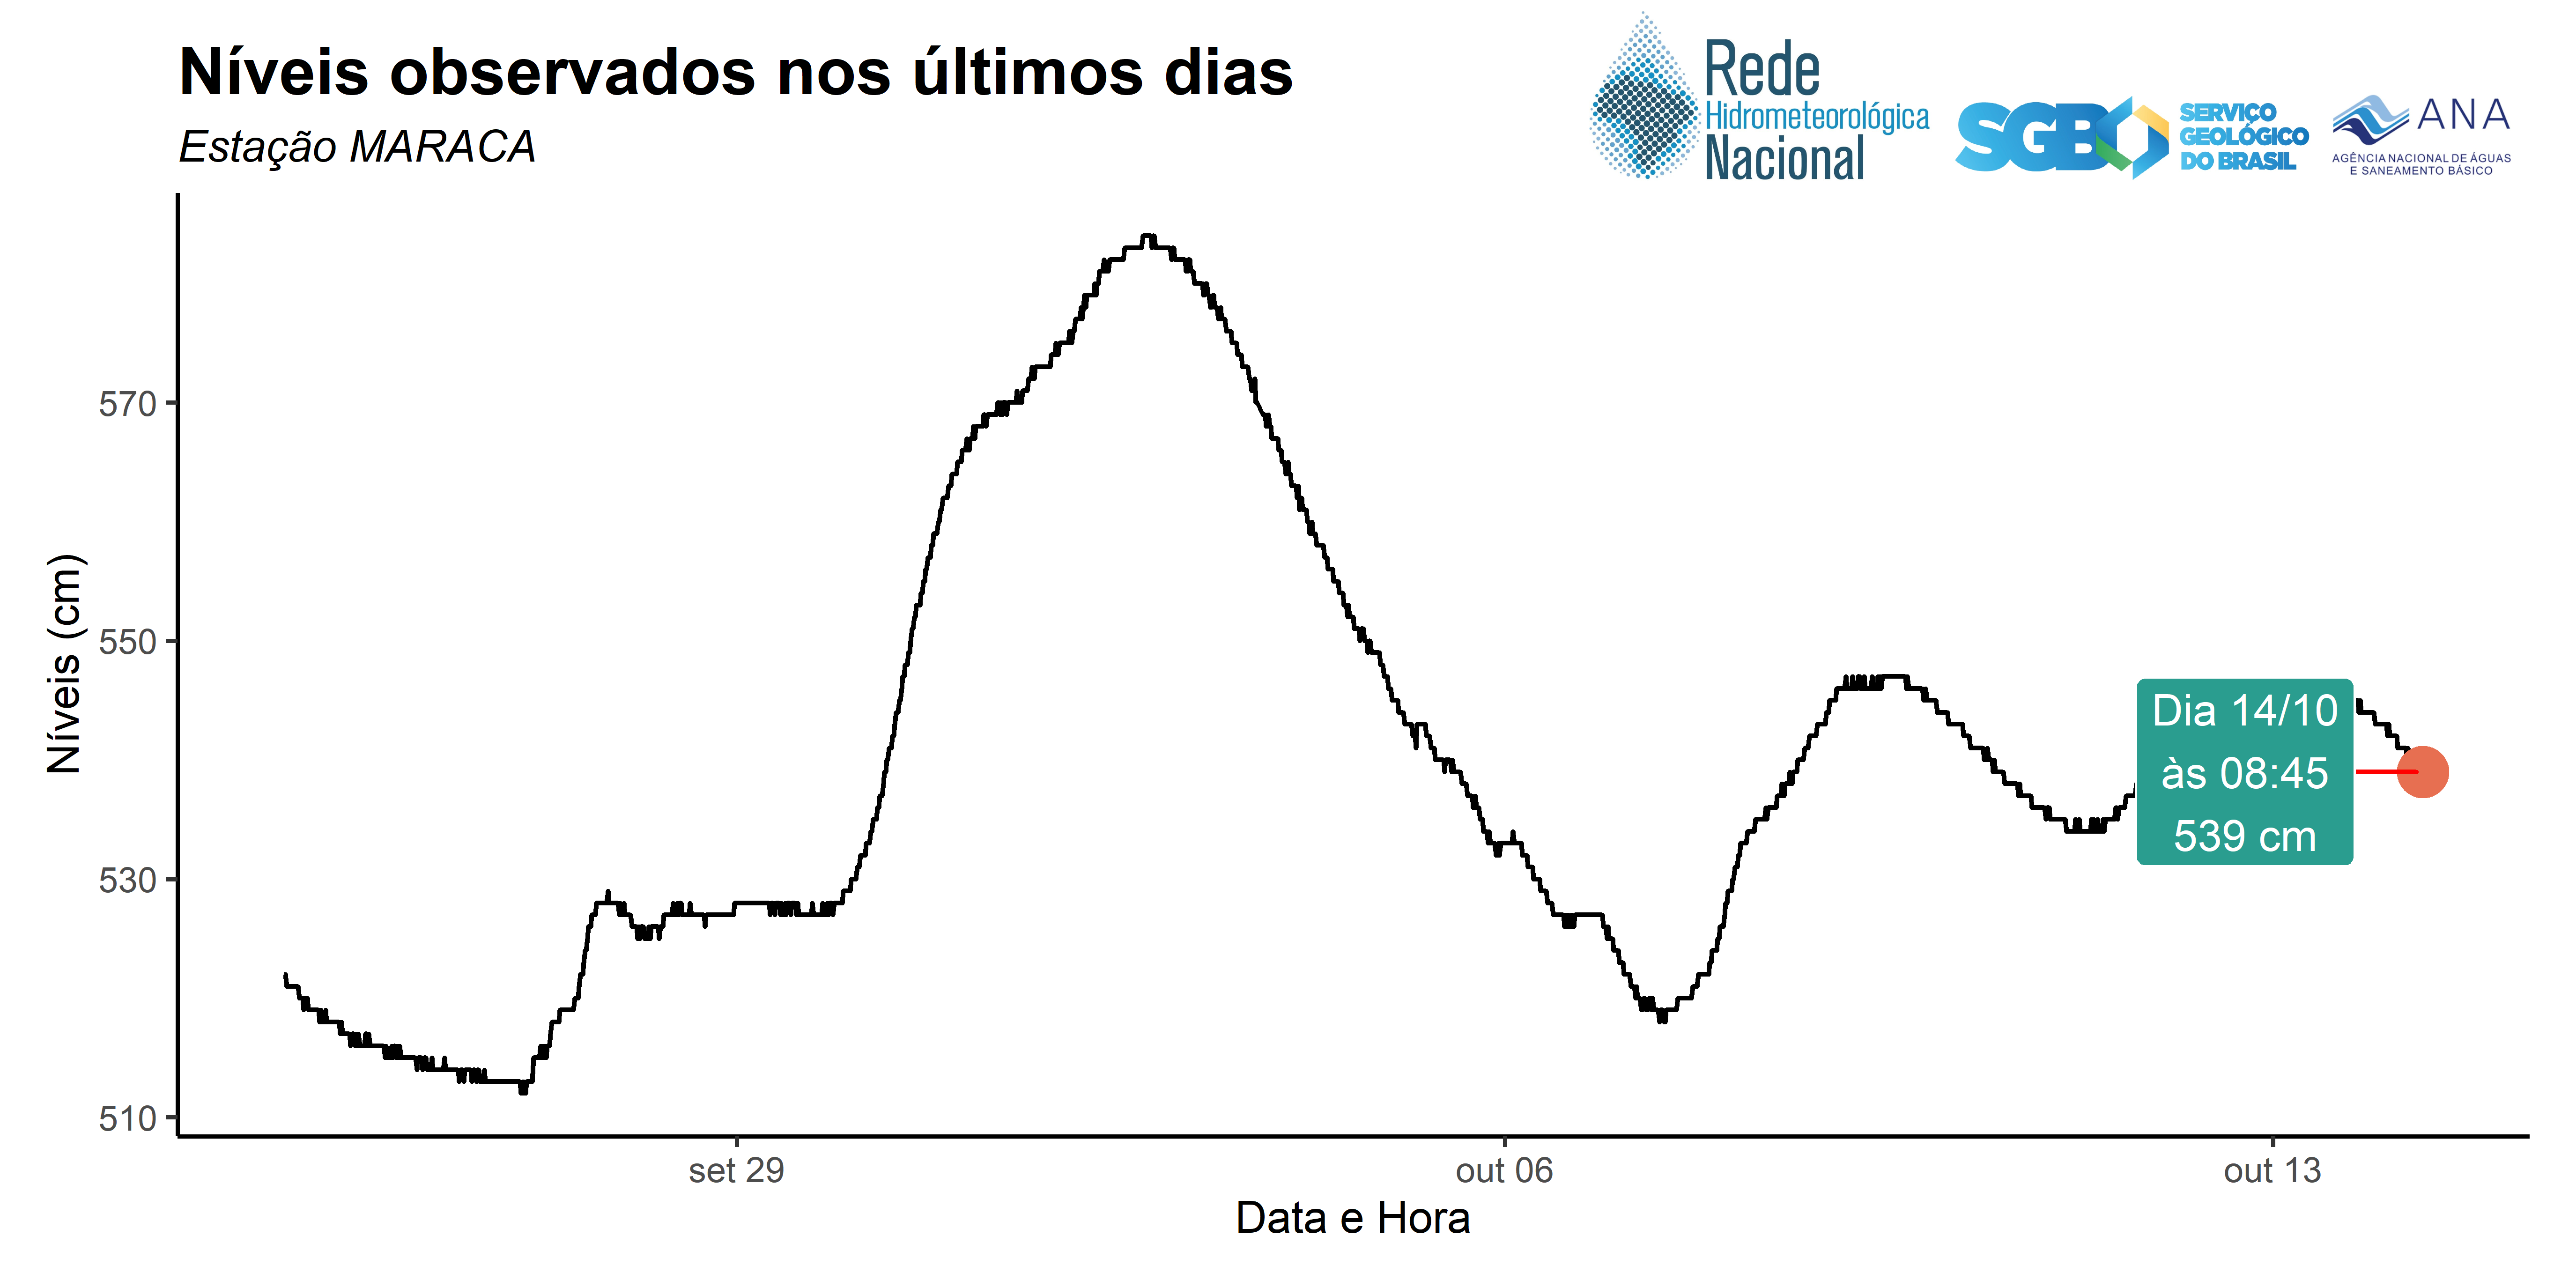 Níveis observados nos últimos dias
Estação MARACA
Rede
Hidrometeorológica
Nacional
SGB
SERVIÇO
GEOLÓGICO
DO BRASIL
ANA
AGÊNCIA NACIONAL DE ÁGUAS
E SANEAMENTO BÁSICO
Níveis (cm)
570
550
530
510
Dia 14/10
às 08:45
539 cm
set 29
out 06
out 13
Data e Hora